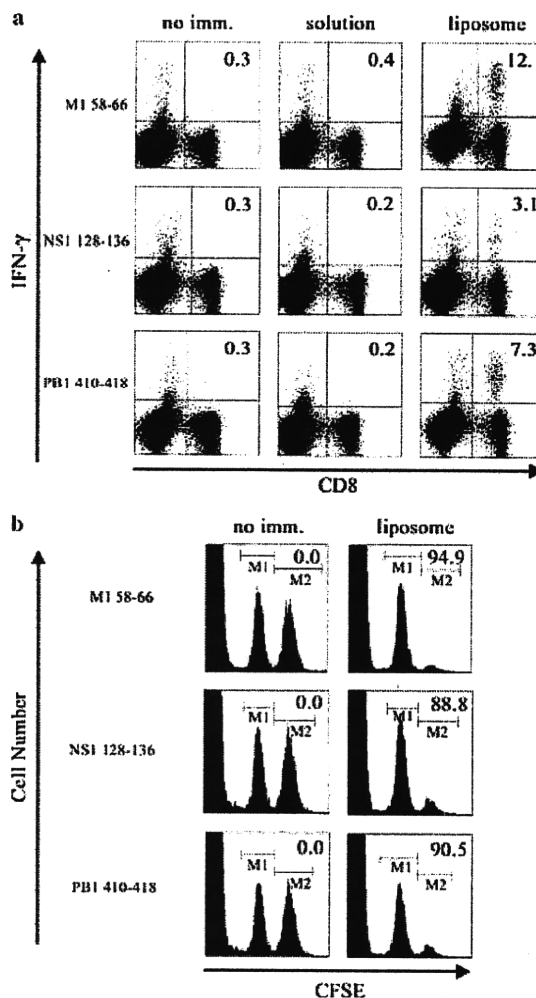 a
no imm. solution liposome
M1 58-66
0.3 0.4 12.
NS1 128-136
0.3 0.2 3.1
PB1 410-418
0.3 0.2 7.3
IFN-γ
CD8
b
no imm. liposome
M1 58-66
0.0 94.9
M1 M2 M1 M2
NS1 128-136
0.0 88.8
M1 M2 M1 M2
PB1 410-418
0.0 90.5
M1 M2 M1 M2
Cell Number
CFSE